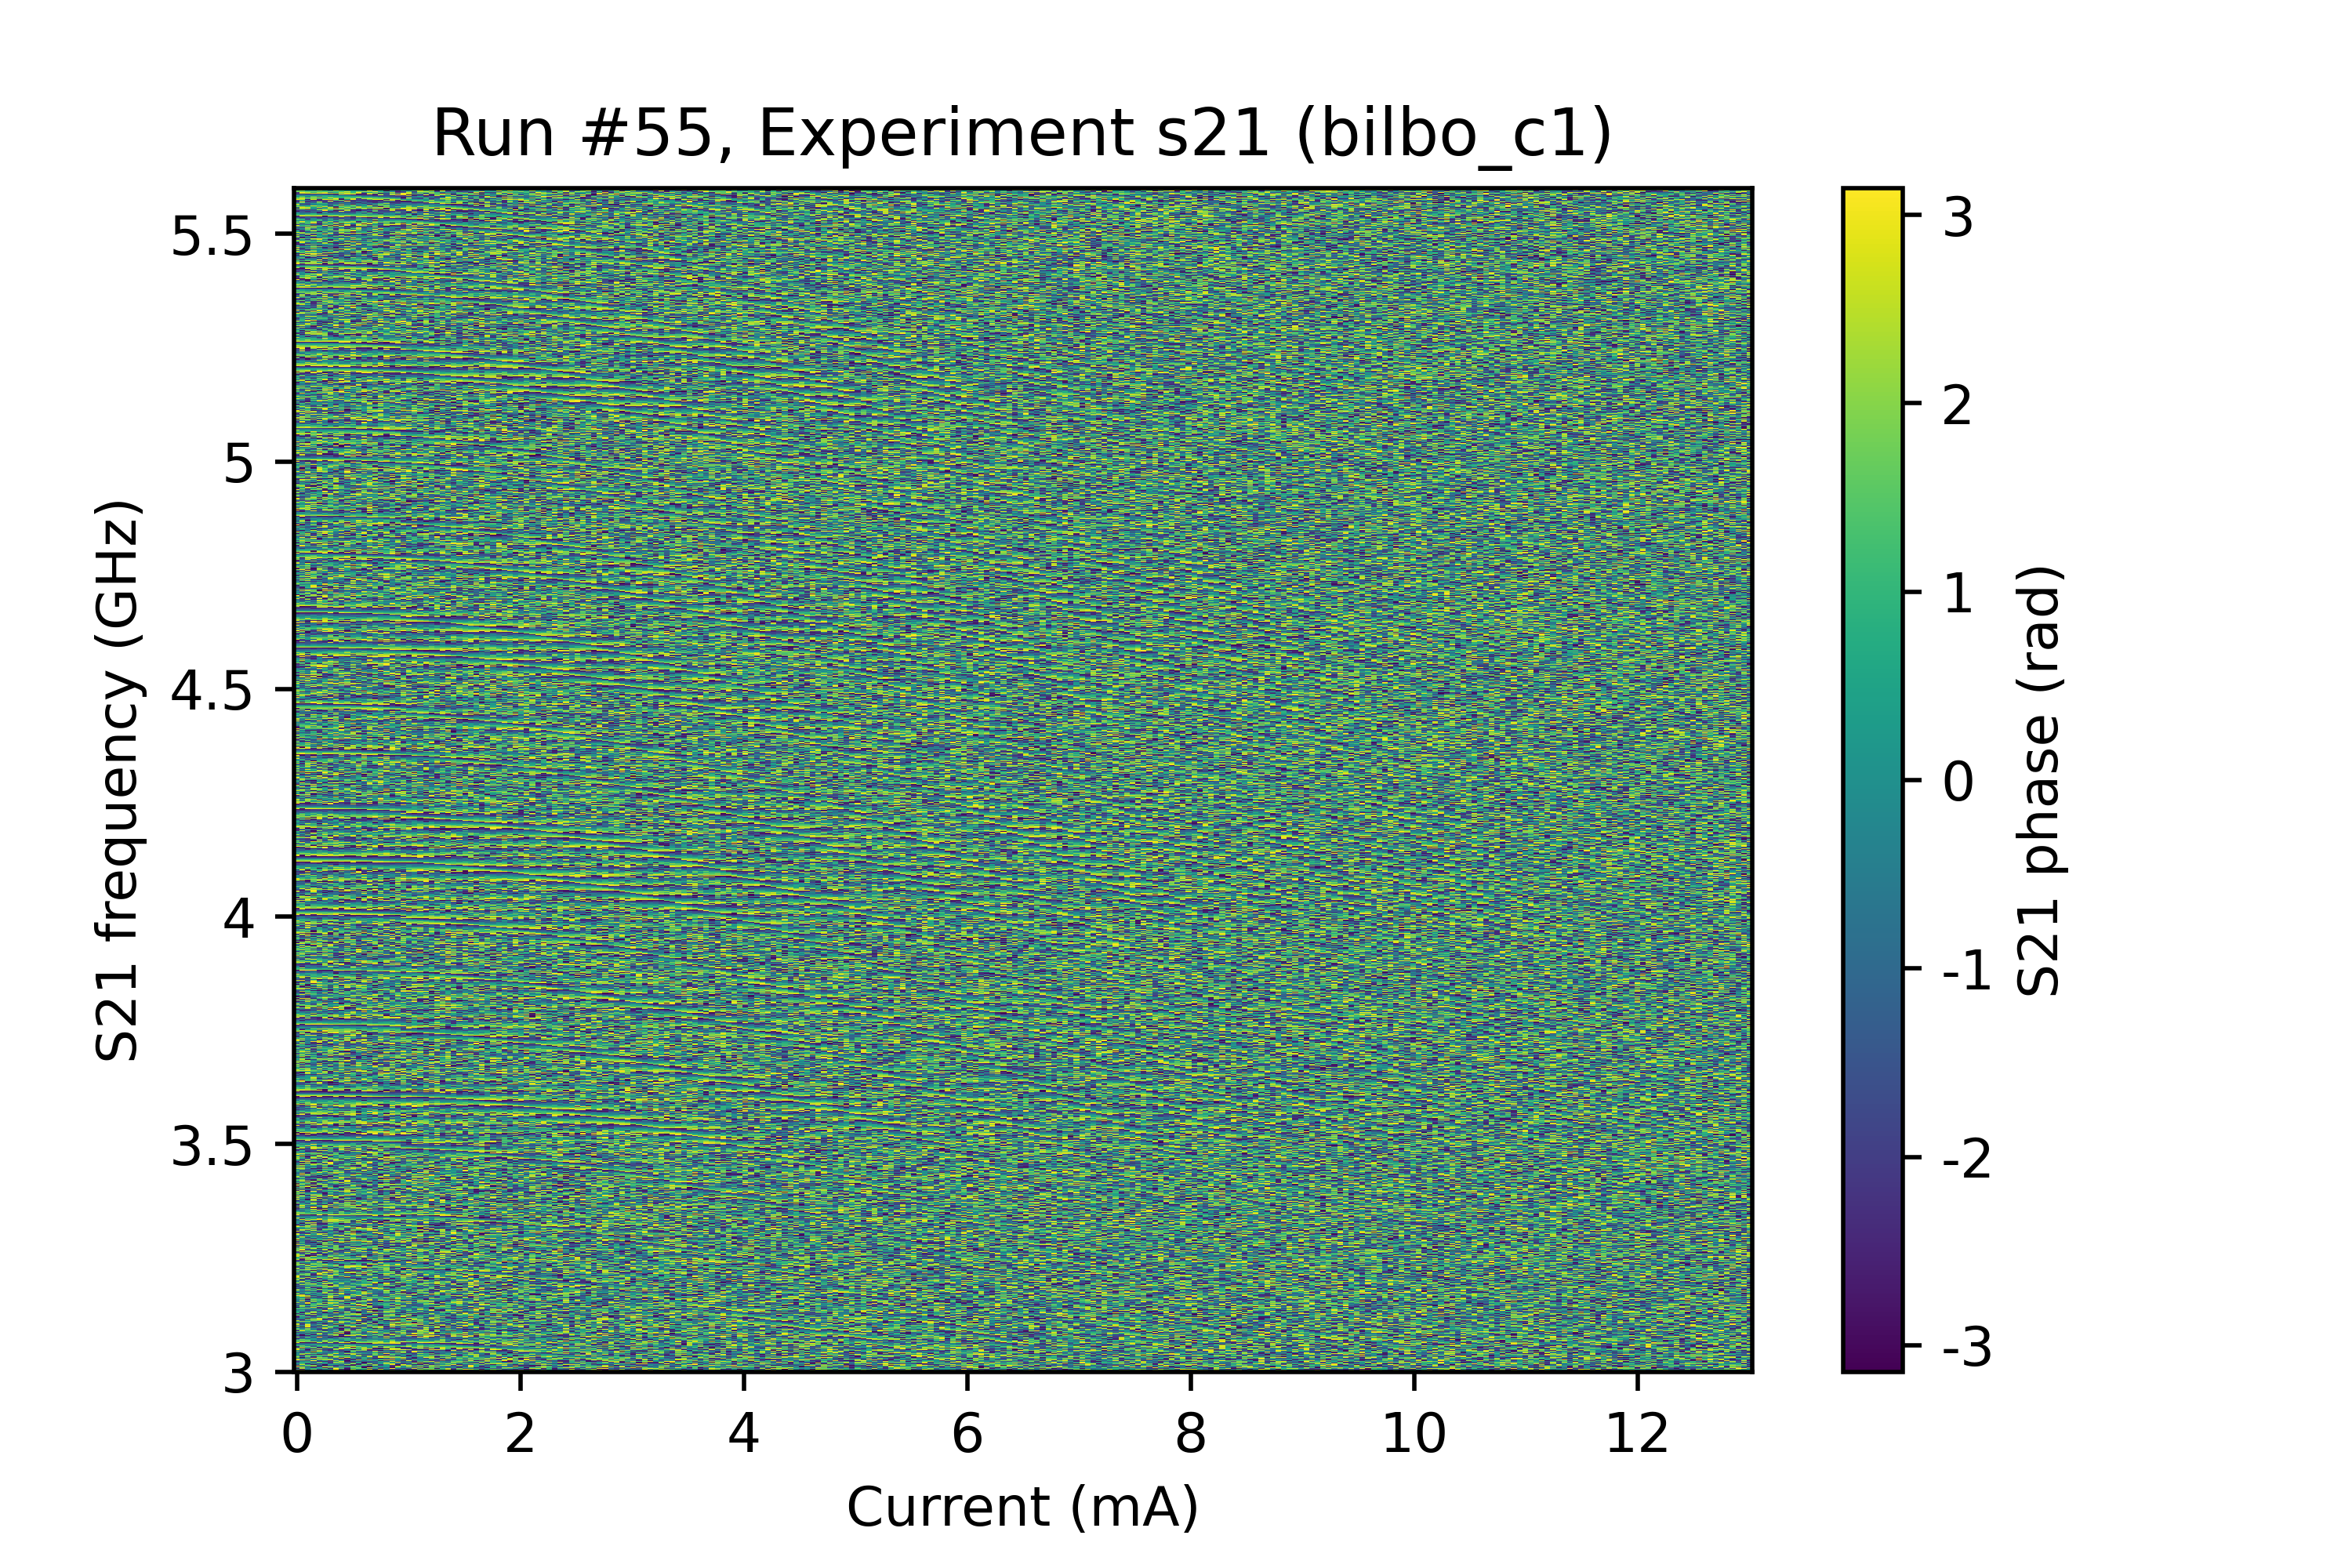 Run #55, Experiment s21 (bilbo_c1)
S21 frequency (GHz)
5.5
5
4.5
4
3.5
3
0 2 4 6 8 10 12
Current (mA)
3
2
1
0
-1
-2
-3
S21 phase (rad)